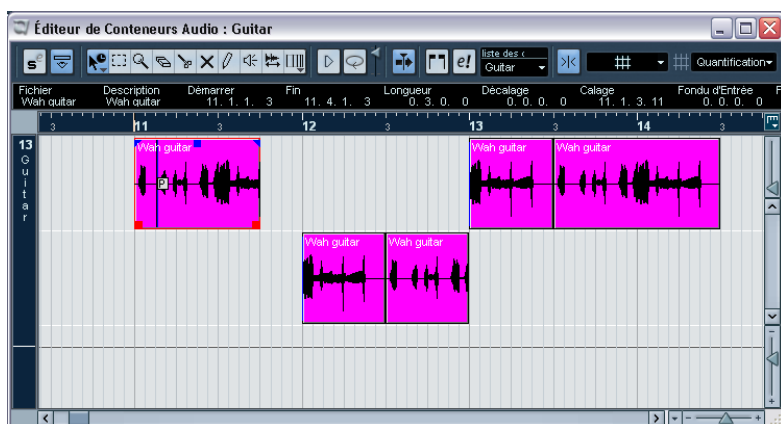 Éditeur de Conteneurs Audio : Guitar
s e liste des c
Guitar
e! Quantification
Fichier Description Démarrer Fin Longueur Décalage Calage Fondu d'Entrée F
Wah guitar Wah guitar 11. 1. 1. 3 11. 4. 1. 3 0. 3. 0. 0 0. 0. 0. 0 11. 1. 3. 11 0. 0. 0. 0
3 11 3 12 3 13 3 14 3
13
Guitar
Wah guitar Wah guitar Wah guitar
P
Wah guitar Wah guitar